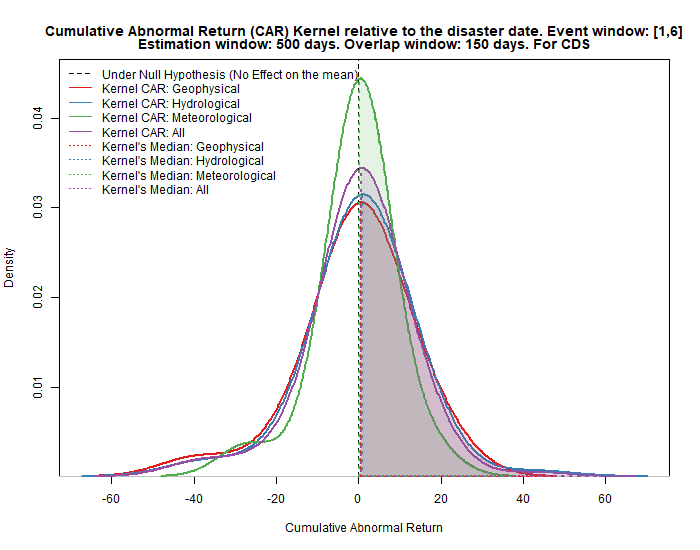 Cumulative Abnormal Return (CAR) Kernel relative to the disaster date. Event window: [1,6]
Estimation window: 500 days. Overlap window: 150 days. For CDS
Under Null Hypothesis (No Effect on the mean)
Kernel CAR: Geophysical
Kernel CAR: Hydrological
Kernel CAR: Meteorological
Kernel CAR: All
Kernel's Median: Geophysical
Kernel's Median: Hydrological
Kernel's Median: Meteorological
Kernel's Median: All
Density
0.04
0.03
0.02
0.01
-60
-40
-20
0
20
40
60
Cumulative Abnormal Return